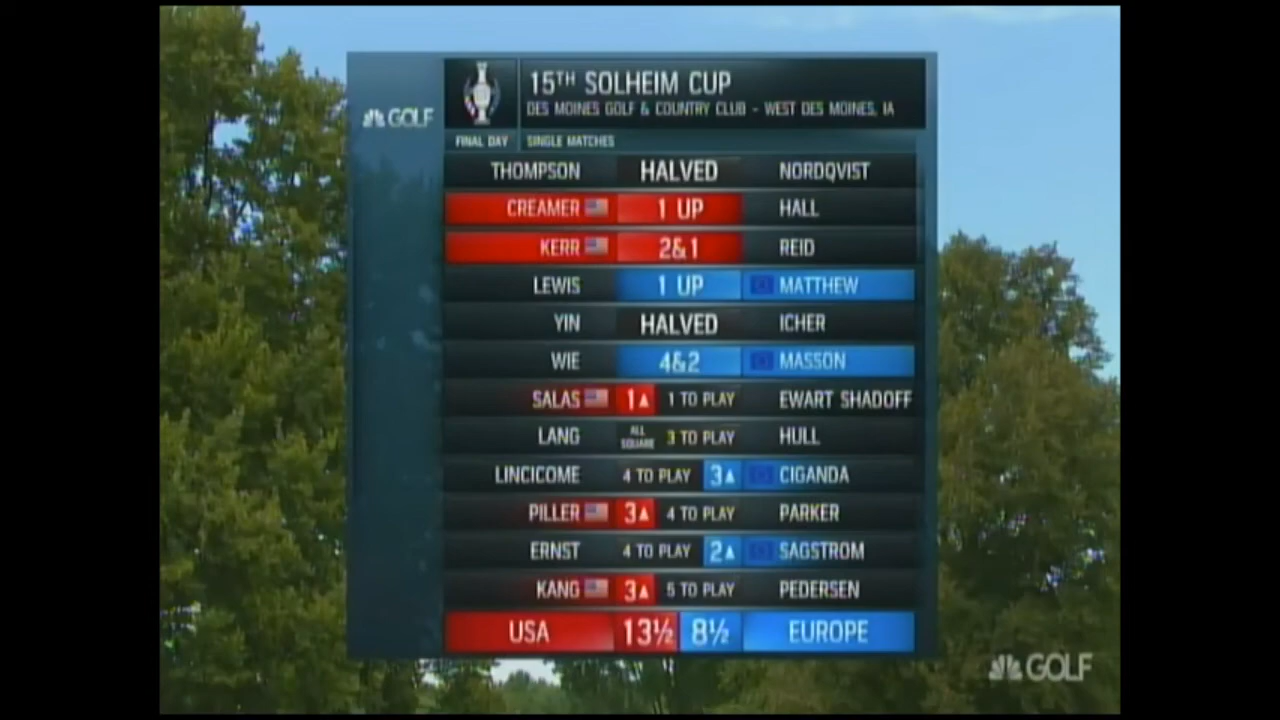 15TH SOLHEIM CUP
DES MOINES GOLF & COUNTRY CLUB - WEST DES MOINES, IA
GOLF
FINAL DAY SINGLE MATCHES
THOMPSON HALVED NORDQVIST
CREAMER 1 UP HALL
KERR 2&1 REID
LEWIS 1 UP MATTHEW
YIN HALVED ICHER
WIE 4&2 MASSON
SALAS 1▲ 1 TO PLAY EWART SHADOFF
LANG ALL SQUARE 3 TO PLAY HULL
LINCICOME 4 TO PLAY 3▲ CIGANDA
PILLER 3▲ 4 TO PLAY PARKER
ERNST 4 TO PLAY 2▲ SAGSTROM
KANG 3▲ 5 TO PLAY PEDERSEN
USA 13½ 8½ EUROPE
GOLF